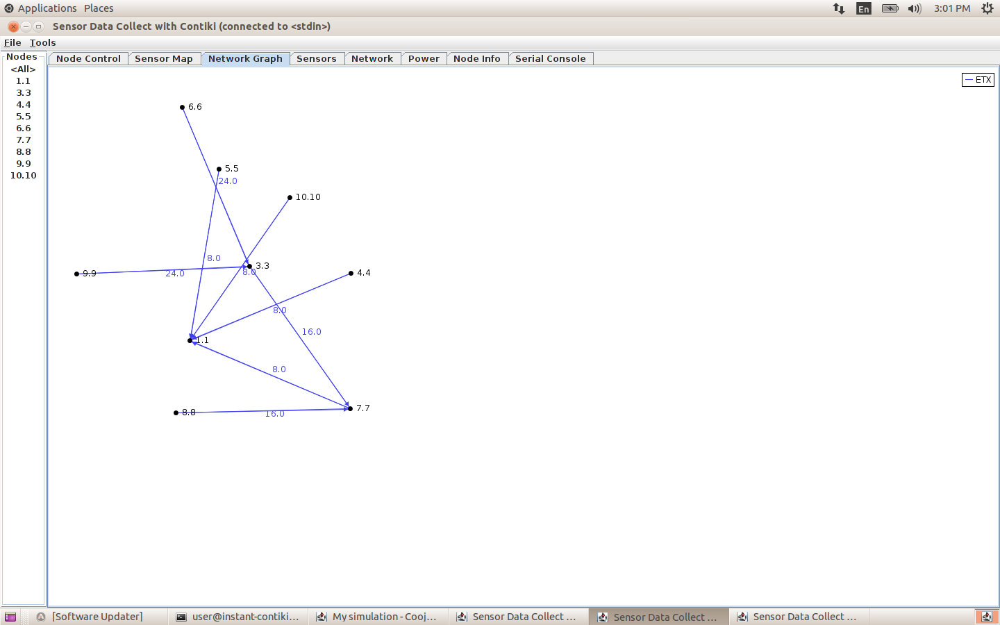 Applications Places
En
3:01 PM
Sensor Data Collect with Contiki (connected to <stdin>)
File Tools
Nodes
<All>
1.1
3.3
4.4
5.5
6.6
7.7
8.8
9.9
10.10
Node Control Sensor Map Network Graph Sensors Network Power Node Info Serial Console
ETX
6.6
5.5
24.0
10.10
8.0
3.3
9.9
24.0
8.0
4.4
8.0
16.0
1.1
8.0
7.7
8.8
16.0
[Software Updater] user@instant-contiki... My simulation - Cooj... Sensor Data Collect ... Sensor Data Collect ... Sensor Data Collect ...